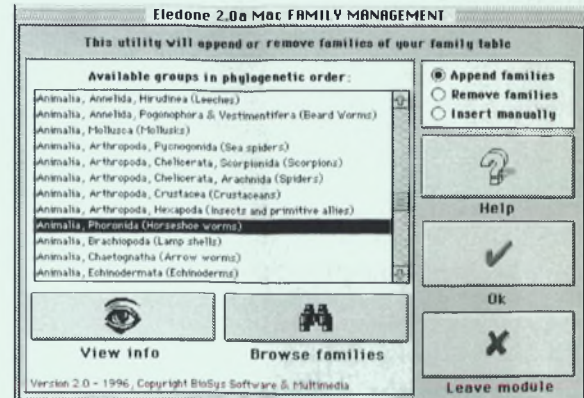 Eledone 2.0a Mac FAMILY MANAGEMENT
This utility will append or remove families of your family table
Available groups in phylogenetic order:
Animalia, Annelida, Hirudinea (Leeches)
Animalia, Annelida, Pogonophora & Vestimentifera (Beard Worms)
Animalia, Mollusca (Mollusks)
Animalia, Arthropoda, Pycnogonida (Sea spiders)
Animalia, Arthropoda, Chelicerata, Scorpionida (Scorpions)
Animalia, Arthropoda, Chelicerata, Arachnida (Spiders)
Animalia, Arthropoda, Crustacea (Crustaceans)
Animalia, Arthropoda, Hexapoda (Insects and primitive allies)
Animalia, Phoronida (Horseshoe worms)
Animalia, Brachiopoda (Lamp shells)
Animalia, Chaetognatha (Arrow worms)
Animalia, Echinodermata (Echinoderms)
Append families
Remove families
Insert manually
Help
Ok
View info
Browse families
Leave module
Version 2.0 - 1996, Copyright BioSys Software & Multimedia